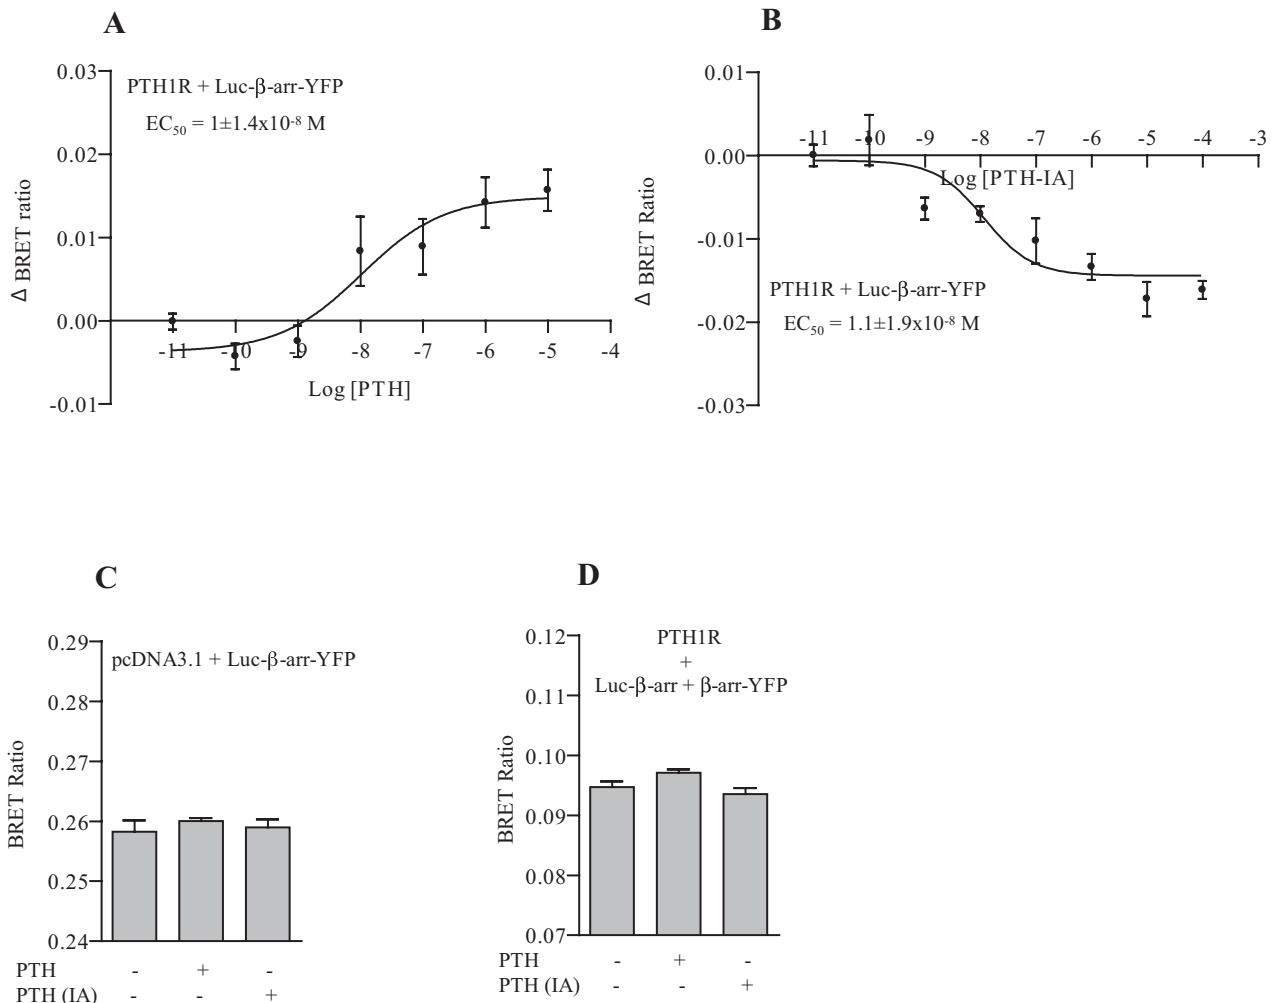 A
0.03
PTH1R + Luc-β-arr-YFP
EC50 = 1±1.4x10-8 M
0.02
0.01
0.00
-0.01
Δ BRET ratio
-11 -10 -9 -8 -7 -6 -5 -4
Log [PTH]
B
0.01
0.00
-0.01
-0.02
-0.03
Δ BRET Ratio
-11 -10 -9 -8 -7 -6 -5 -4 -3
Log [PTH-IA]
PTH1R + Luc-β-arr-YFP
EC50 = 1.1±1.9x10-8 M
C
0.29
pcDNA3.1 + Luc-β-arr-YFP
0.28
0.27
0.26
0.25
0.24
BRET Ratio
PTH - + -
PTH (IA) - - +
D
0.12
PTH1R
+
Luc-β-arr + β-arr-YFP
0.11
0.10
0.09
0.08
0.07
BRET Ratio
PTH - + -
PTH (IA) - - +